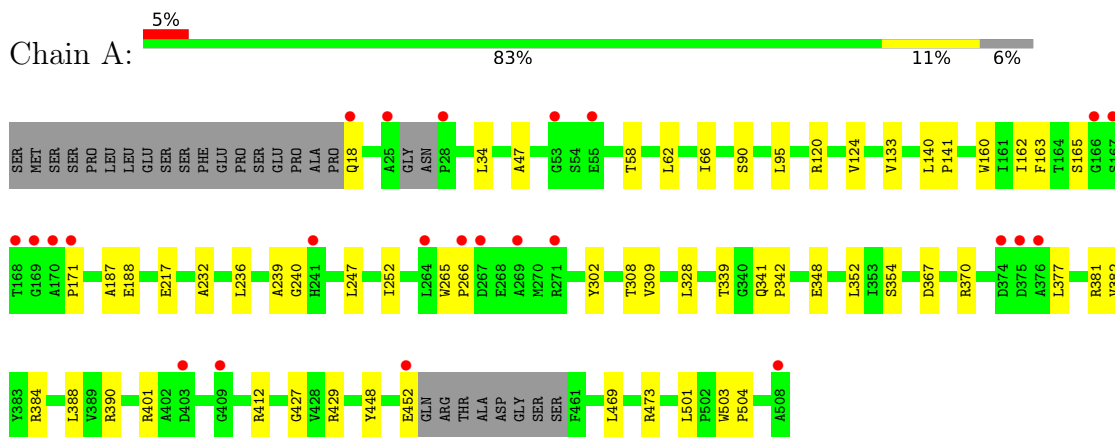 5%
Chain A:
83% 11% 6%
SER MET SER SER PRO LEU LEU GLU SER SER PHE GLU PRO SER GLU PRO ALA PRO Q18 A25 GLY ASN P28 L34 A47 G53 S54 E55 T58 L62 I66 S90 L95 R120 V124 V133 L140 P141 W160 I161 I162 F163 T164 S165 G166 S167
T168 G169 A170 P171 A187 E188 E217 A232 L236 A239 G240 H241 L247 I252 L264 W265 P266 D267 E268 A269 M270 R271 Y302 T308 V309 L328 T339 G340 Q341 P342 E348 L352 I353 S354 D367 R370 D374 D375 A376 L377 R381 V382
Y383 R384 L388 V389 R390 R401 A402 D403 G409 R412 G427 V428 R429 Y448 E452 GLN ARG THR ALA ASP GLY SER SER F461 L469 R473 L501 P502 W503 P504 A508